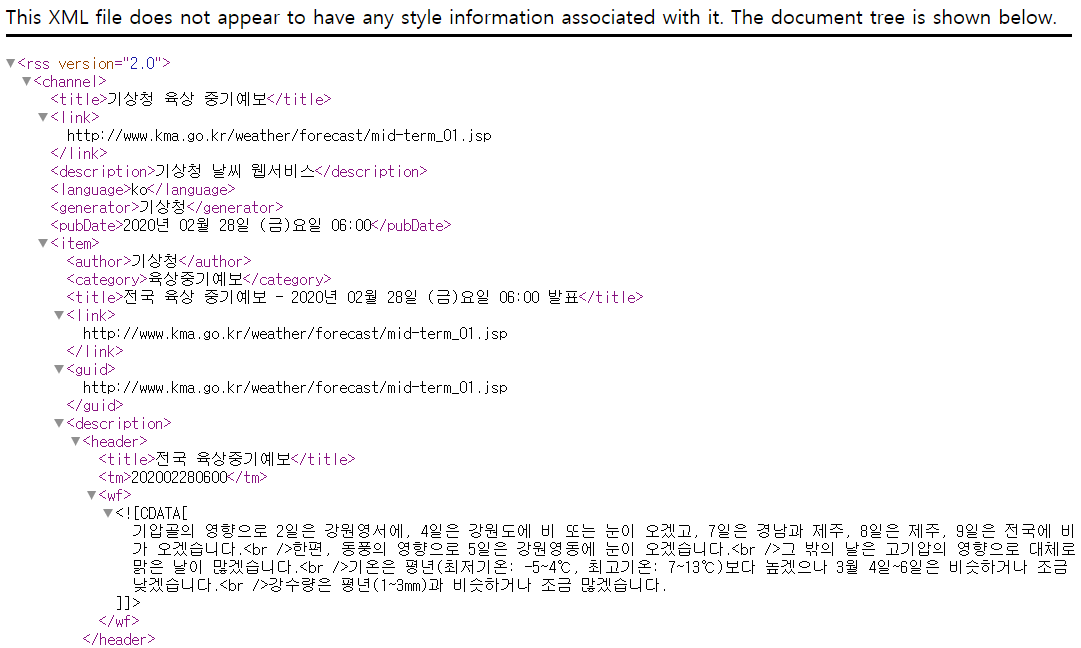 This XML file does not appear to have any style information associated with it. The document tree is shown below.
▼<rss version="2.0">
▼<channel>
<title>기상청 육상 중기예보</title>
▼<link>
http://www.kma.go.kr/weather/forecast/mid-term_01.jsp
</link>
<description>기상청 날씨 웹서비스</description>
<language>ko</language>
<generator>기상청</generator>
<pubDate>2020년 02월 28일 (금)요일 06:00</pubDate>
▼<item>
<author>기상청</author>
<category>육상중기예보</category>
<title>전국 육상 중기예보 - 2020년 02월 28일 (금)요일 06:00 발표</title>
▼<link>
http://www.kma.go.kr/weather/forecast/mid-term_01.jsp
</link>
▼<guid>
http://www.kma.go.kr/weather/forecast/mid-term_01.jsp
</guid>
▼<description>
▼<header>
<title>전국 육상중기예보</title>
<tm>202002280600</tm>
▼<wf>
▼<![CDATA[
기압골의 영향으로 2일은 강원영서에, 4일은 강원도에 비 또는 눈이 오겠고, 7일은 경남과 제주, 8일은 제주, 9일은 전국에 비
가 오겠습니다.<br />한편, 동풍의 영향으로 5일은 강원영동에 눈이 오겠습니다.<br />그 밖의 날은 고기압의 영향으로 대체로
맑은 날이 많겠습니다.<br />기온은 평년(최저기온: -5~4℃, 최고기온: 7~13℃)보다 높겠으나 3월 4일~6일은 비슷하거나 조금
낮겠습니다.<br />강수량은 평년(1~3mm)과 비슷하거나 조금 많겠습니다.
]]>
</wf>
</header>